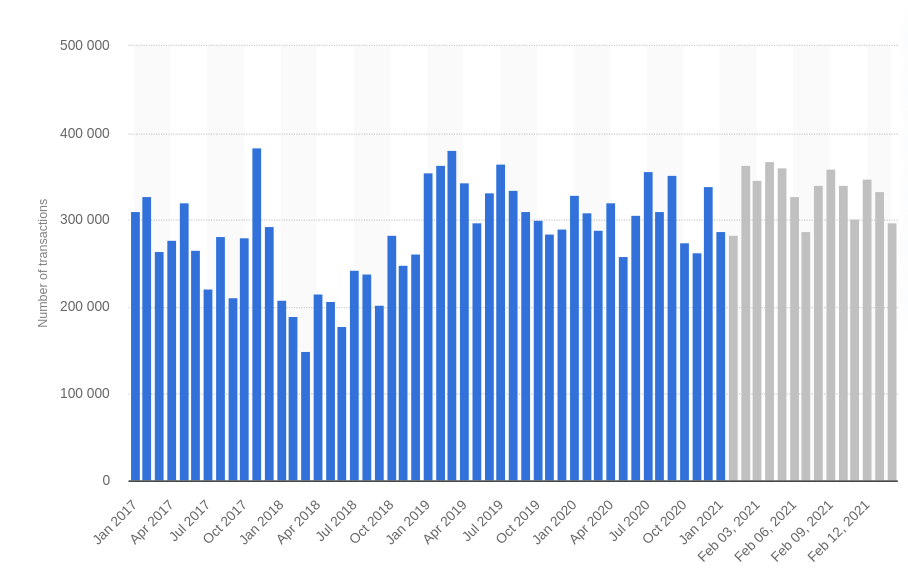 500 000
400 000
300 000
200 000
100 000
0
Number of transactions
Jan 2017
Apr 2017
Jul 2017
Oct 2017
Jan 2018
Apr 2018
Jul 2018
Oct 2018
Jan 2019
Apr 2019
Jul 2019
Oct 2019
Jan 2020
Apr 2020
Jul 2020
Oct 2020
Jan 2021
Feb 03, 2021
Feb 06, 2021
Feb 09, 2021
Feb 12, 2021